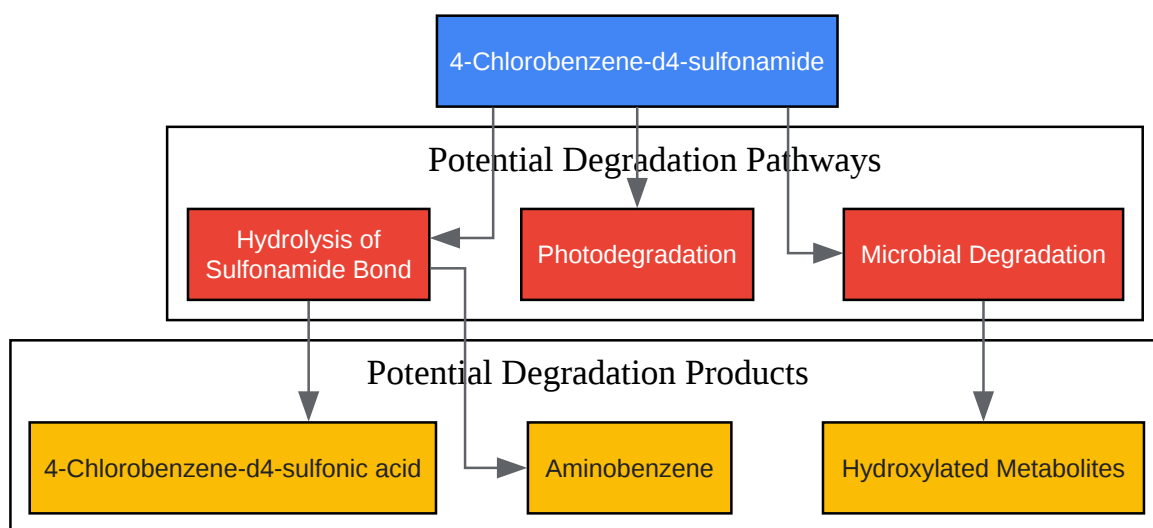 4-Chlorobenzene-d4-sulfonamide
Potential Degradation Pathways
Hydrolysis of
Sulfonamide Bond
Photodegradation
Microbial Degradation
Potential Degradation Products
4-Chlorobenzene-d4-sulfonic acid
Aminobenzene
Hydroxylated Metabolites